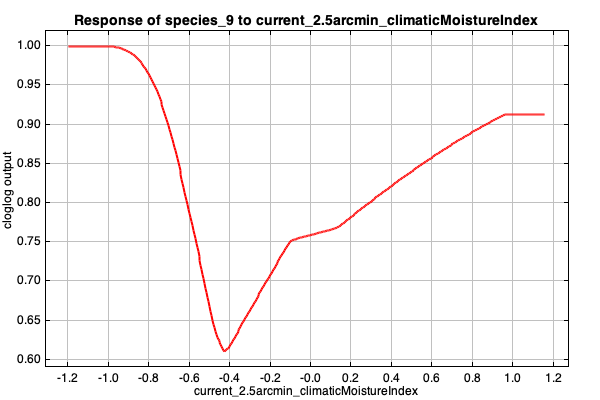 Response of species_9 to current_2.5arcmin_climaticMoistureIndex
1.00
0.95
0.90
0.85
0.80
0.75
0.70
0.65
0.60
cloglog output
-1.2 -1.0 -0.8 -0.6 -0.4 -0.2 -0.0 0.2 0.4 0.6 0.8 1.0 1.2
current_2.5arcmin_climaticMoistureIndex